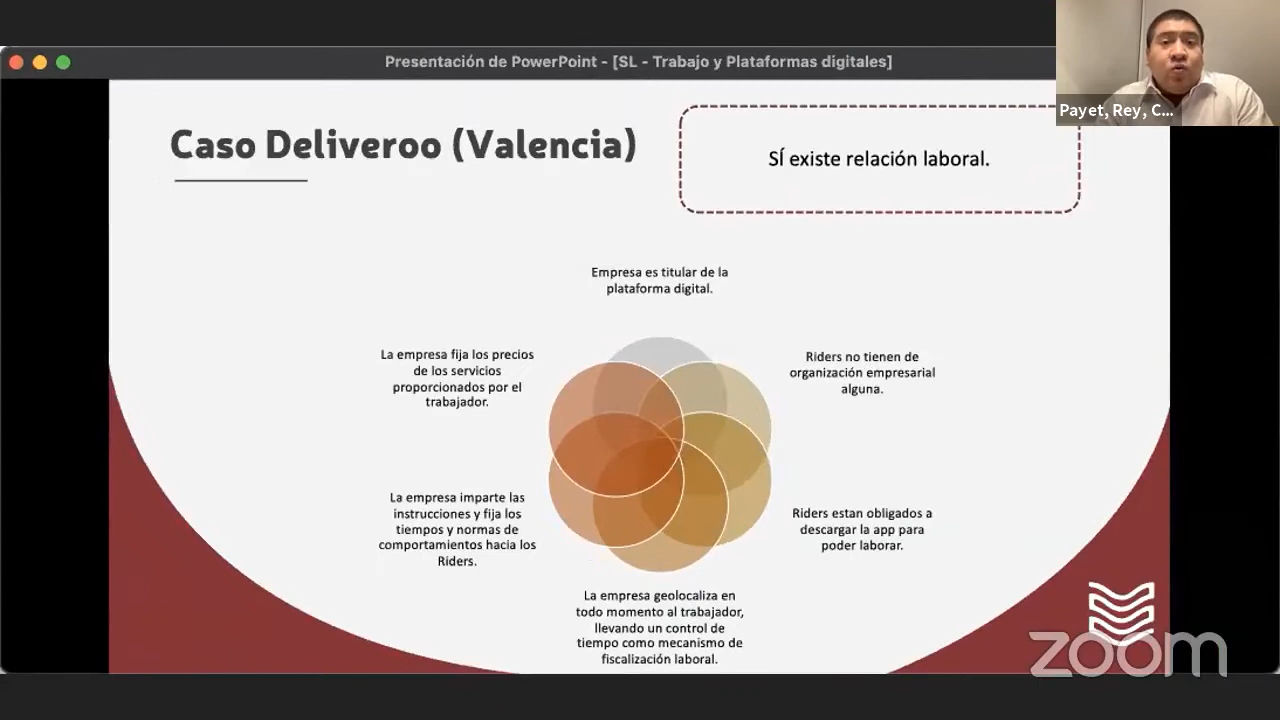 Presentación de PowerPoint - [SL - Trabajo y Plataformas digitales]
Payet, Rey, C...
Caso Deliveroo (Valencia)
SÍ existe relación laboral.
Empresa es titular de la
plataforma digital.
La empresa fija los precios
de los servicios
proporcionados por el
trabajador.
Riders no tienen de
organización empresarial
alguna.
La empresa imparte las
instrucciones y fija los
tiempos y normas de
comportamientos hacia los
Riders.
Riders estan obligados a
descargar la app para
poder laborar.
La empresa geolocaliza en
todo momento al trabajador,
llevando un control de
tiempo como mecanismo de
fiscalización laboral.
zoom